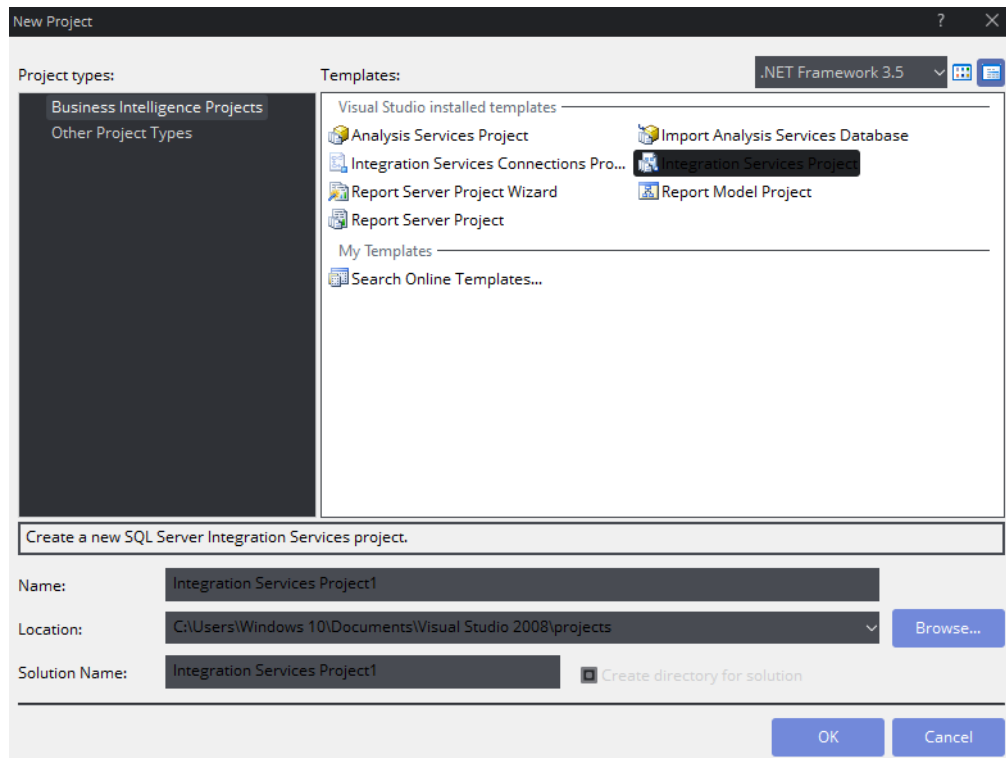 New Project
?
Project types:
Templates:
.NET Framework 3.5
Business Intelligence Projects
Other Project Types
Visual Studio installed templates
Analysis Services Project
Import Analysis Services Database
Integration Services Connections Pro...
Integration Services Project
Report Server Project Wizard
Report Model Project
Report Server Project
My Templates
Search Online Templates...
Create a new SQL Server Integration Services project.
Name:
Integration Services Project1
Location:
C:\Users\Windows 10\Documents\Visual Studio 2008\projects
Browse...
Solution Name:
Integration Services Project1
Create directory for solution
OK
Cancel